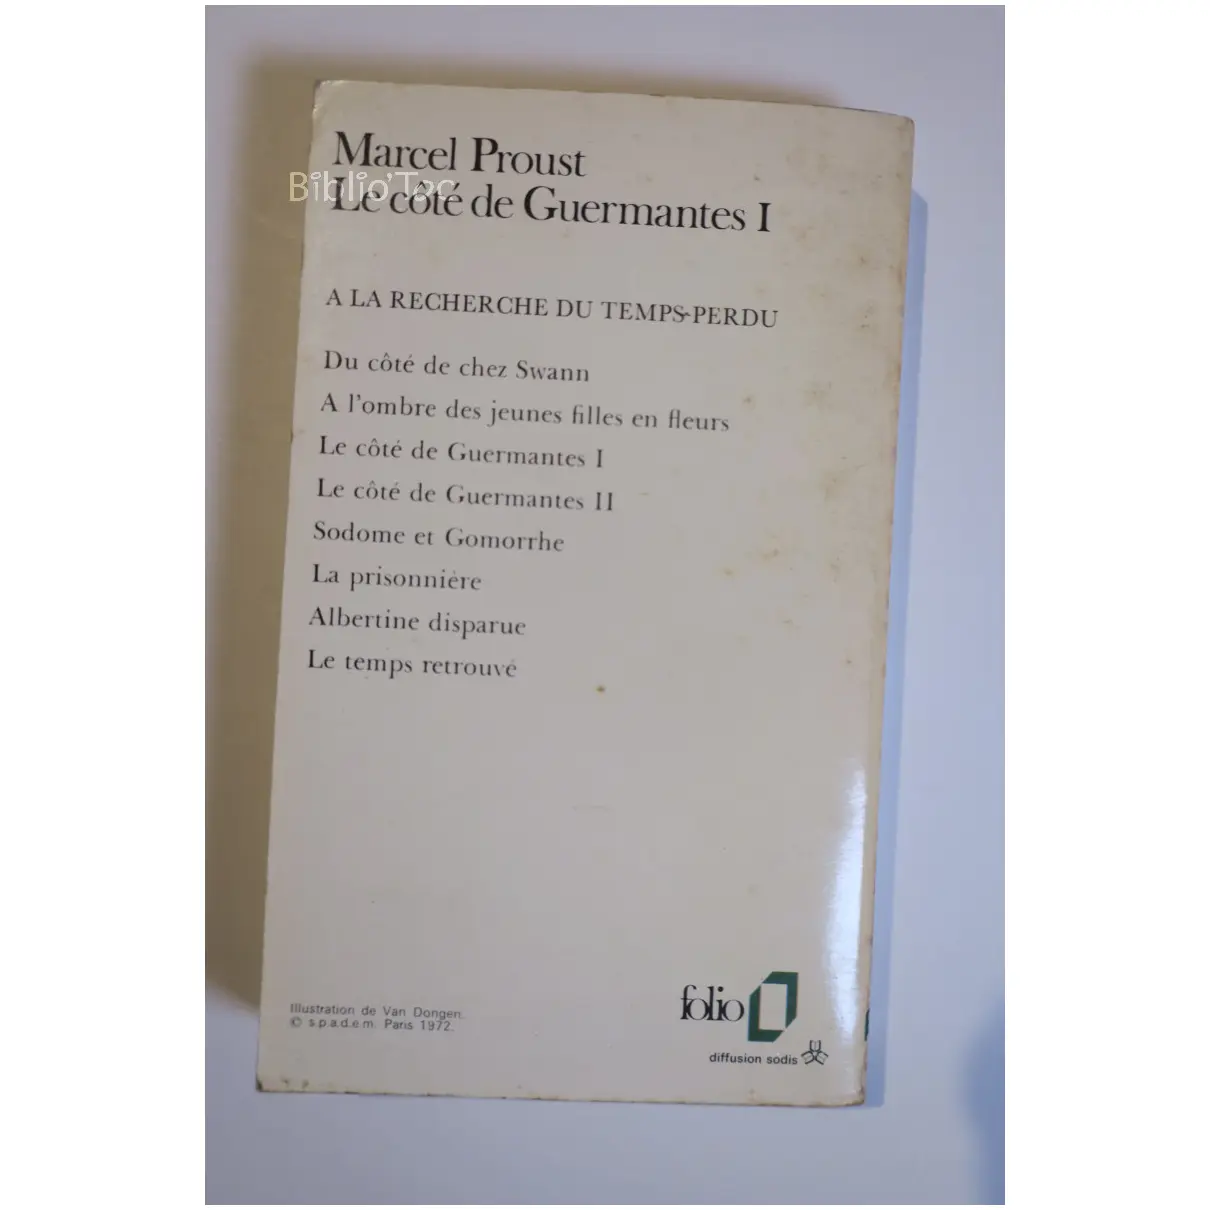 Marcel Proust
Biblio'Tac
Le côté de Guermantes I
A LA RECHERCHE DU TEMPS-PERDU
Du côté de chez Swann
A l'ombre des jeunes filles en fleurs
Le côté de Guermantes I
Le côté de Guermantes II
Sodome et Gomorrhe
La prisonnière
Albertine disparue
Le temps retrouvé
Illustration de Van Dongen.
© s.p.a.d.e.m. Paris 1972.
folio
diffusion sodis